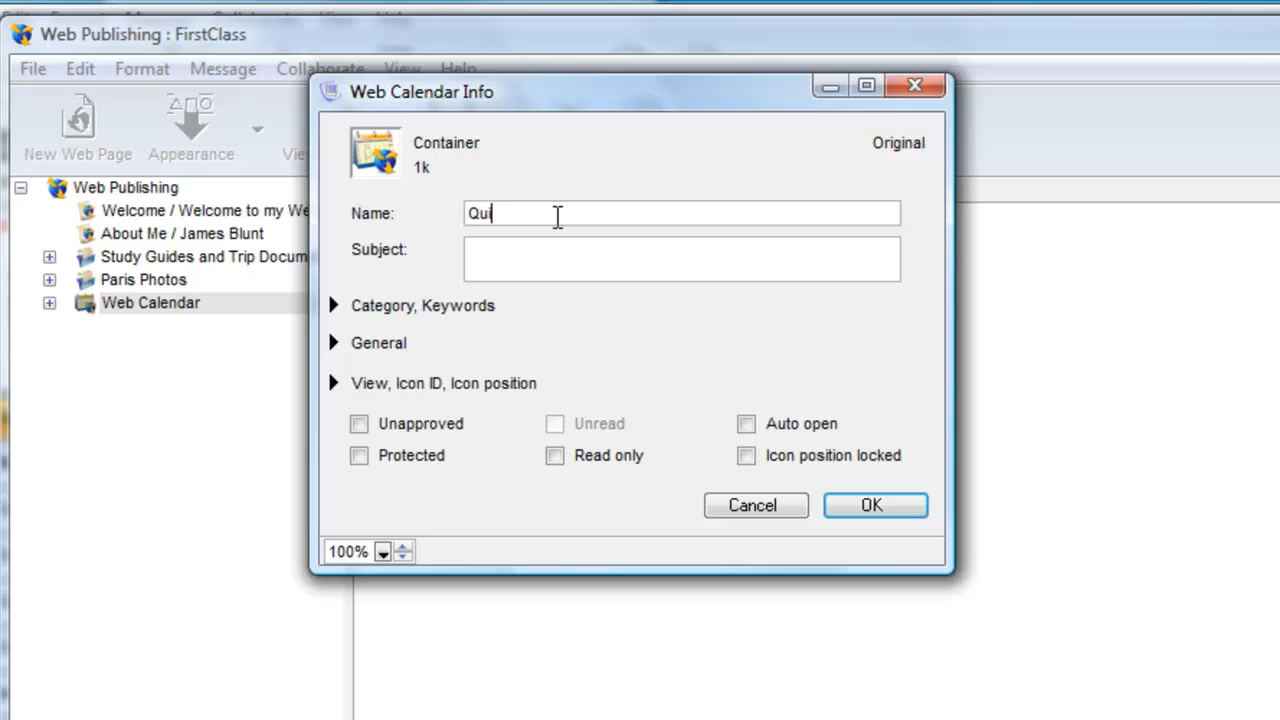 Web Publishing : FirstClass
File Edit Format Message Collaborate View Help
New Web Page Appearance
Web Publishing
Welcome / Welcome to my We
About Me / James Blunt
Study Guides and Trip Docum
Paris Photos
Web Calendar
Web Calendar Info
Container Original
1k
Name: Qui
Subject:
Category, Keywords
General
View, Icon ID, Icon position
Unapproved Unread Auto open
Protected Read only Icon position locked
Cancel OK
100%